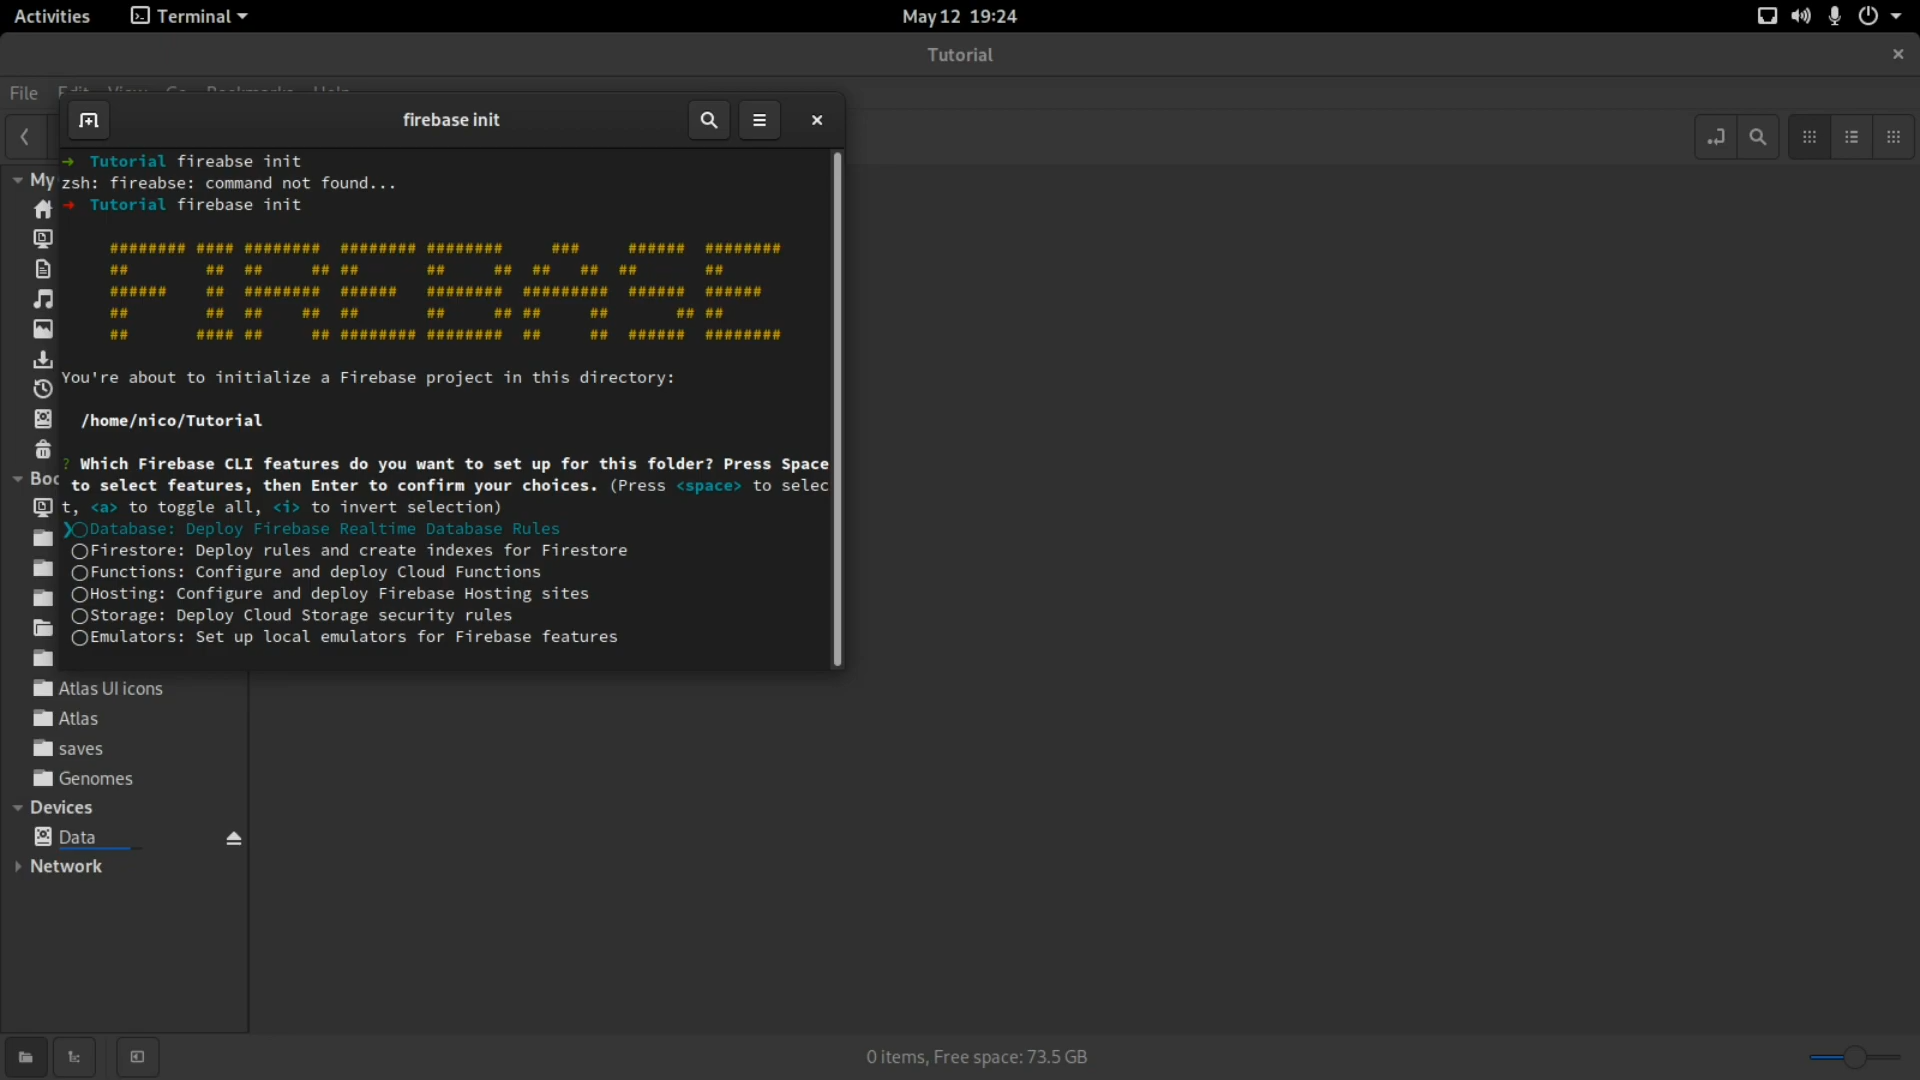 Activities Terminal May 12 19:24
Tutorial
File
firebase init
➜ Tutorial fireabse init
zsh: fireabse: command not found...
➜ Tutorial firebase init
######## #### ######## ######## ######## ### ###### ########
## ## ## ## ## ## ## ## ## ## ##
###### ## ######## ###### ######## ######### ###### ######
## ## ## ## ## ## ## ## ## ## ##
## #### ## ## ######## ######## ## ## ###### ########
You're about to initialize a Firebase project in this directory:
/home/nico/Tutorial
? Which Firebase CLI features do you want to set up for this folder? Press Space
to select features, then Enter to confirm your choices. (Press <space> to selec
t, <a> to toggle all, <i> to invert selection)
❯◯Database: Deploy Firebase Realtime Database Rules
◯Firestore: Deploy rules and create indexes for Firestore
◯Functions: Configure and deploy Cloud Functions
◯Hosting: Configure and deploy Firebase Hosting sites
◯Storage: Deploy Cloud Storage security rules
◯Emulators: Set up local emulators for Firebase features
My
Boo
Atlas UI icons
Atlas
saves
Genomes
Devices
Data
Network
0 items, Free space: 73.5 GB